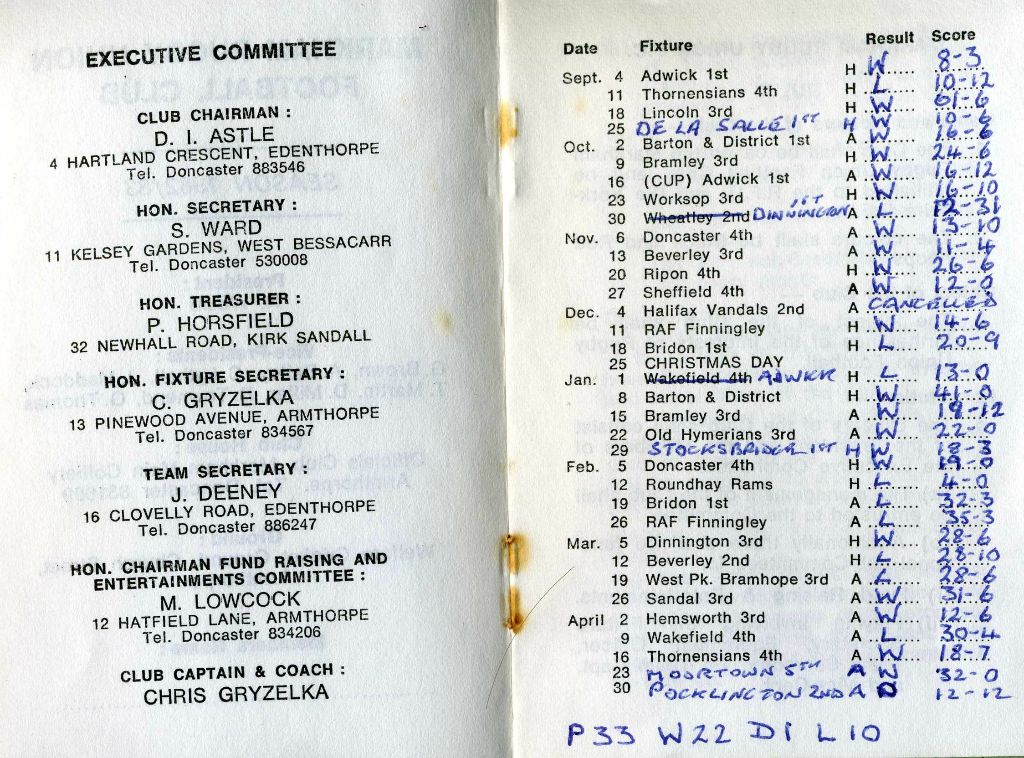 EXECUTIVE COMMITTEE
CLUB CHAIRMAN :
D. I. ASTLE
4 HARTLAND CRESCENT, EDENTHORPE
Tel. Doncaster 883546
HON. SECRETARY :
S. WARD
11 KELSEY GARDENS, WEST BESSACARR
Tel. Doncaster 530008
HON. TREASURER :
P. HORSFIELD
32 NEWHALL ROAD, KIRK SANDALL
HON. FIXTURE SECRETARY :
C. GRYZELKA
13 PINEWOOD AVENUE, ARMTHORPE
Tel. Doncaster 834567
TEAM SECRETARY :
J. DEENEY
16 CLOVELLY ROAD, EDENTHORPE
Tel. Doncaster 886247
HON. CHAIRMAN FUND RAISING AND
ENTERTAINMENTS COMMITTEE :
M. LOWCOCK
12 HATFIELD LANE, ARMTHORPE
Tel. Doncaster 834206
CLUB CAPTAIN & COACH :
CHRIS GRYZELKA
Date Fixture Result Score
Sept. 4 Adwick 1st H W 8-3
11 Thornensians 4th H L 10-12
18 Lincoln 3rd H W 61-6
25 DE LA SALLE 1ST H W 10-6
Oct. 2 Barton & District 1st A W 16-6
9 Bramley 3rd A W 24-6
16 (CUP) Adwick 1st A W 16-12
23 Worksop 3rd H W 16-10
30 Wheatley 2nd DINNINGTON 1ST A L 12-31
Nov. 6 Doncaster 4th A W 13-10
13 Beverley 3rd A W 11-4
20 Ripon 4th H W 26-6
27 Sheffield 4th A W 12-0
Dec. 4 Halifax Vandals 2nd A CANCELLED
11 RAF Finningley H W 14-6
18 Bridon 1st H L 20-9
25 CHRISTMAS DAY
Jan. 1 Wakefield 4th ADWICK H L 13-0
8 Barton & District H W 41-0
15 Bramley 3rd A W 19-12
22 Old Hymerians 3rd A W 22-0
29 STOCKSBRIDGE 1ST H W 18-3
Feb. 5 Doncaster 4th H W 19-0
12 Roundhay Rams H L 4-0
19 Bridon 1st A L 32-3
26 RAF Finningley A L 35-3
Mar. 5 Dinnington 3rd H W 28-6
12 Beverley 2nd H L 28-10
19 West Pk. Bramhope 3rd A L 28-6
26 Sandal 3rd A W 31-6
April 2 Hemsworth 3rd A W 12-6
9 Wakefield 4th A L 30-4
16 Thornensians 4th A W 18-7
23 MOORTOWN 5TH A W 32-0
30 POCKLINGTON 2ND A D 12-12
P33 W22 D1 L10